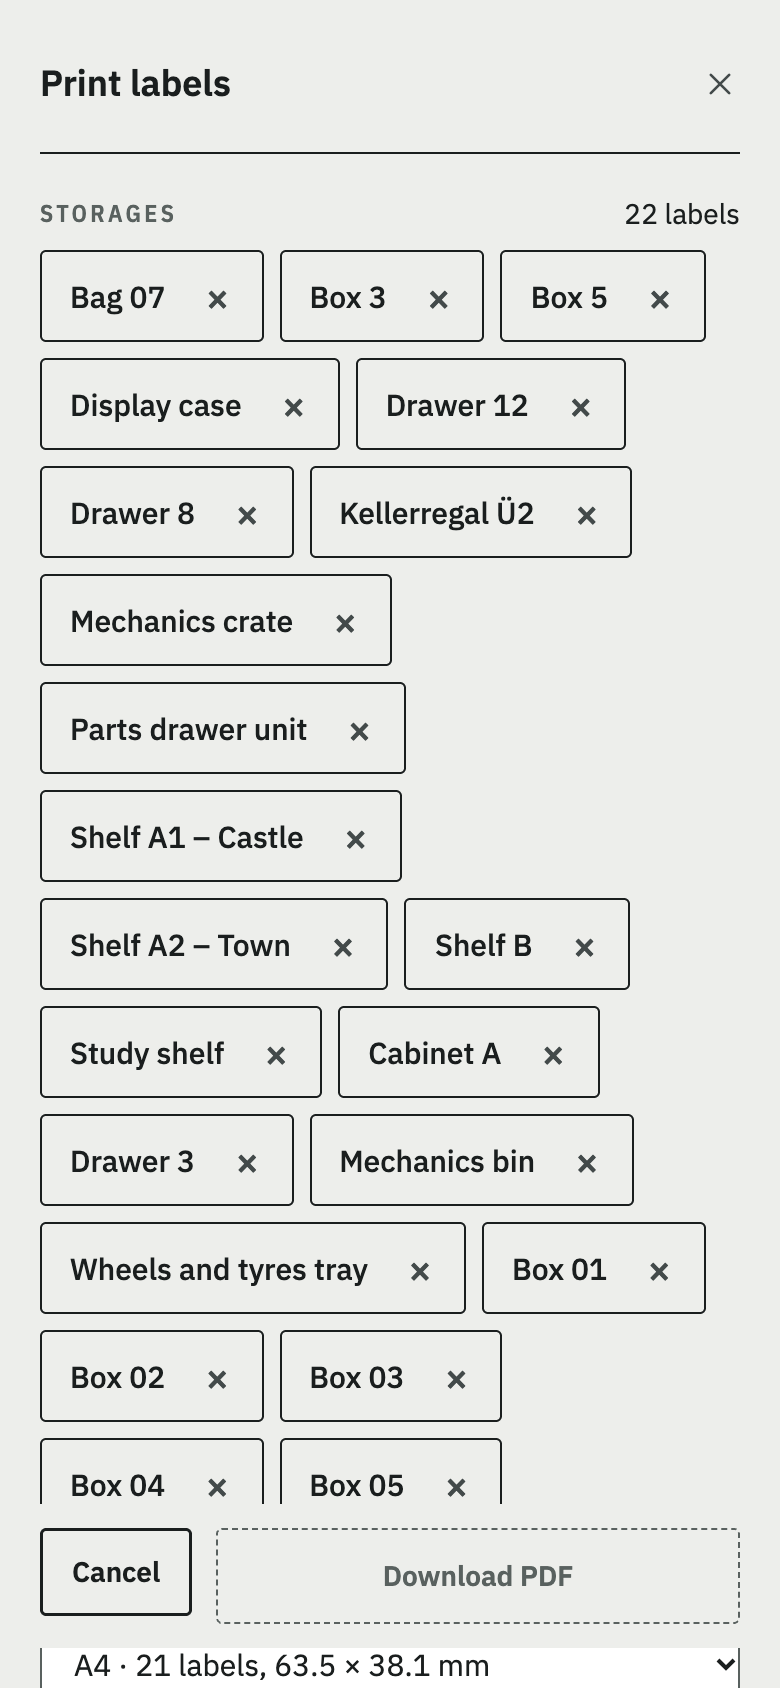 Print labels
STORAGES 22 labels
Bag 07 × Box 3 × Box 5 ×
Display case × Drawer 12 ×
Drawer 8 × Kellerregal Ü2 ×
Mechanics crate ×
Parts drawer unit ×
Shelf A1 – Castle ×
Shelf A2 – Town × Shelf B ×
Study shelf × Cabinet A ×
Drawer 3 × Mechanics bin ×
Wheels and tyres tray × Box 01 ×
Box 02 × Box 03 ×
Box 04 × Box 05 ×
Cancel Download PDF
A4 · 21 labels, 63.5 × 38.1 mm